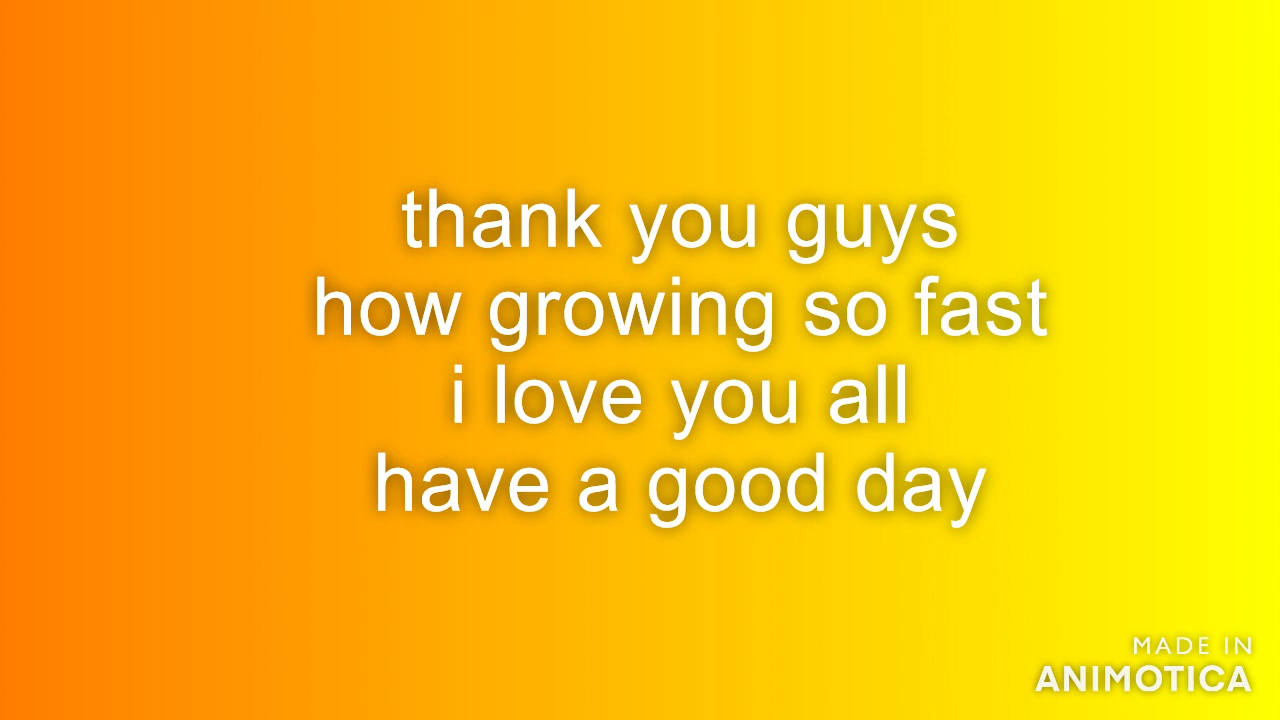 thank you guys
how growing so fast
i love you all
have a good day
MADE IN
ANIMOTICA